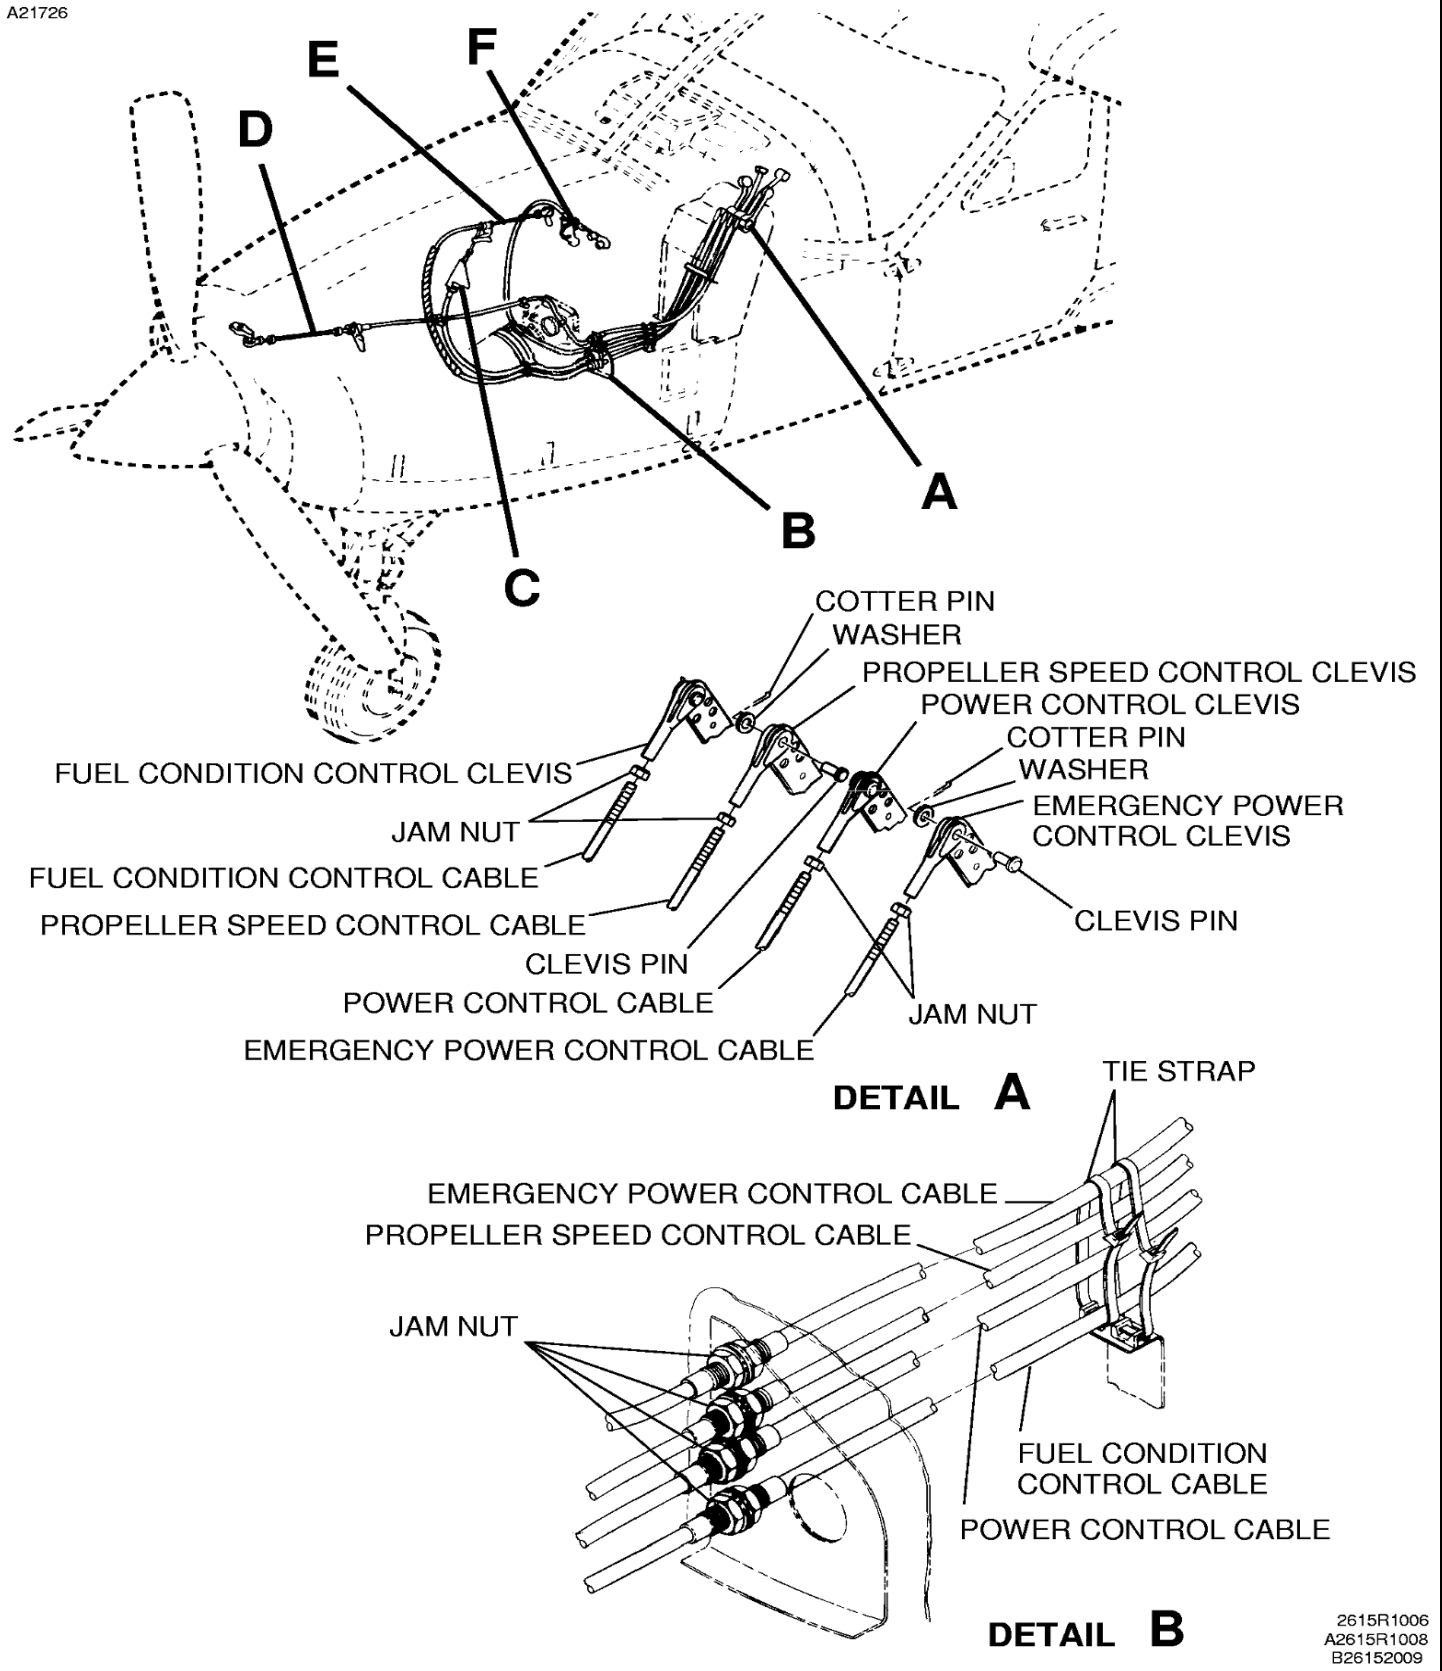 A21726
F
E
D
A
B
C
COTTER PIN
WASHER
PROPELLER SPEED CONTROL CLEVIS
POWER CONTROL CLEVIS
COTTER PIN
WASHER
FUEL CONDITION CONTROL CLEVIS
EMERGENCY POWER
CONTROL CLEVIS
JAM NUT
FUEL CONDITION CONTROL CABLE
PROPELLER SPEED CONTROL CABLE
CLEVIS PIN
CLEVIS PIN
POWER CONTROL CABLE
JAM NUT
EMERGENCY POWER CONTROL CABLE
DETAIL A
TIE STRAP
EMERGENCY POWER CONTROL CABLE
PROPELLER SPEED CONTROL CABLE
JAM NUT
FUEL CONDITION
CONTROL CABLE
POWER CONTROL CABLE
DETAIL B
2615R1006
A2615R1008
B26152009